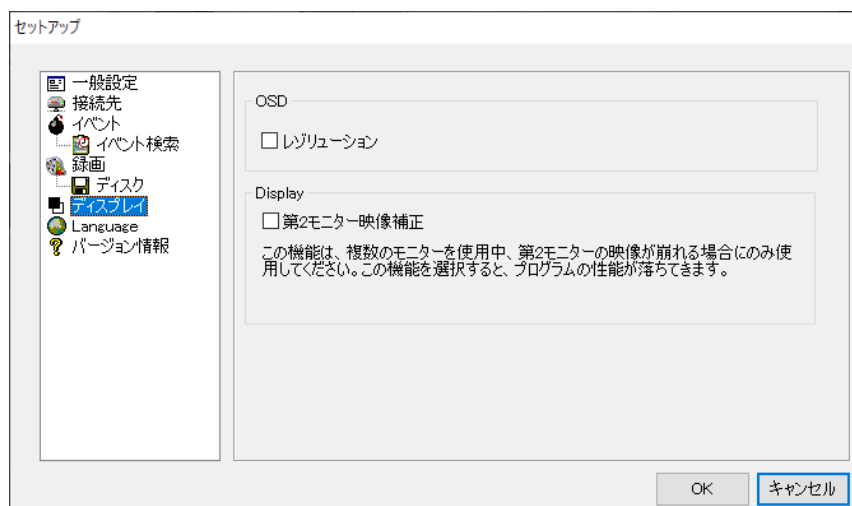 セットアップ
一般設定
接続先
イベント
イベント検索
録画
ディスク
ディスプレイ
Language
バージョン情報
OSD
レゾリューション
Display
第2モニター映像補正
この機能は、複数のモニターを使用中、第2モニターの映像が崩れる場合にのみ使
用してください。この機能を選択すると、プログラムの性能が落ちてきます。
OK
キャンセル